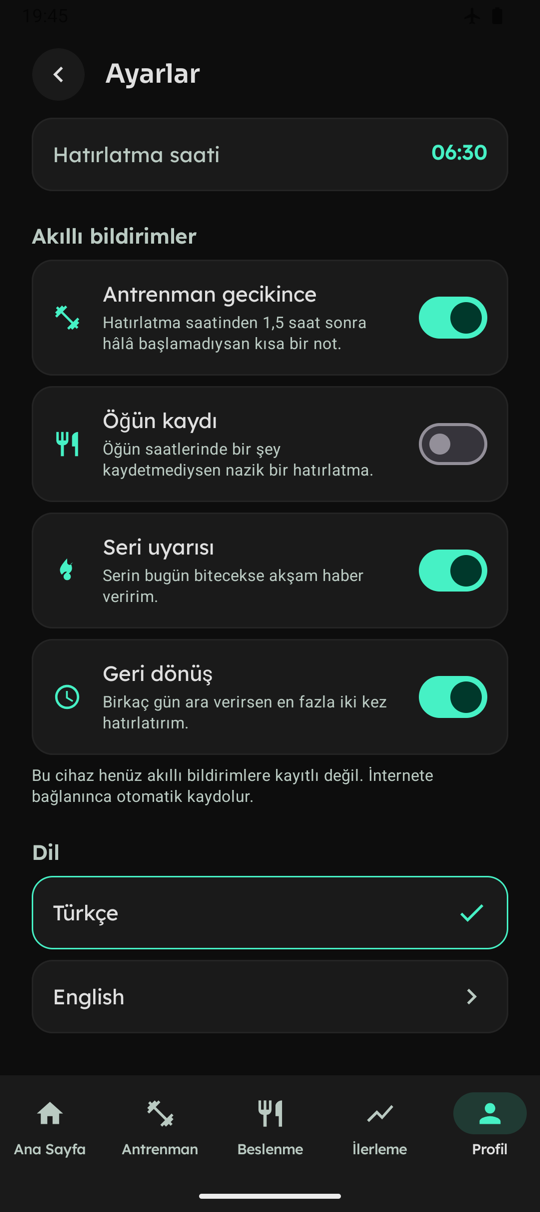 19:45
Ayarlar
Hatırlatma saati
06:30
Akıllı bildirimler
Antrenman gecikince
Hatırlatma saatinden 1,5 saat sonra
hâlâ başlamadıysan kısa bir not.
Öğün kaydı
Öğün saatlerinde bir şey
kaydetmediysen nazik bir hatırlatma.
Seri uyarısı
Serin bugün bitecekse akşam haber
veririm.
Geri dönüş
Birkaç gün ara verirsen en fazla iki kez
hatırlatırım.
Bu cihaz henüz akıllı bildirimlere kayıtlı değil. İnternete
bağlanınca otomatik kaydolur.
Dil
Türkçe
English
Ana Sayfa
Antrenman
Beslenme
İlerleme
Profil